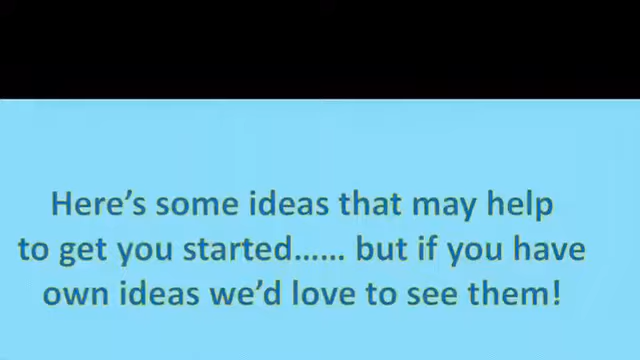 Here's some ideas that may help
to get you started...... but if you have
own ideas we'd love to see them!